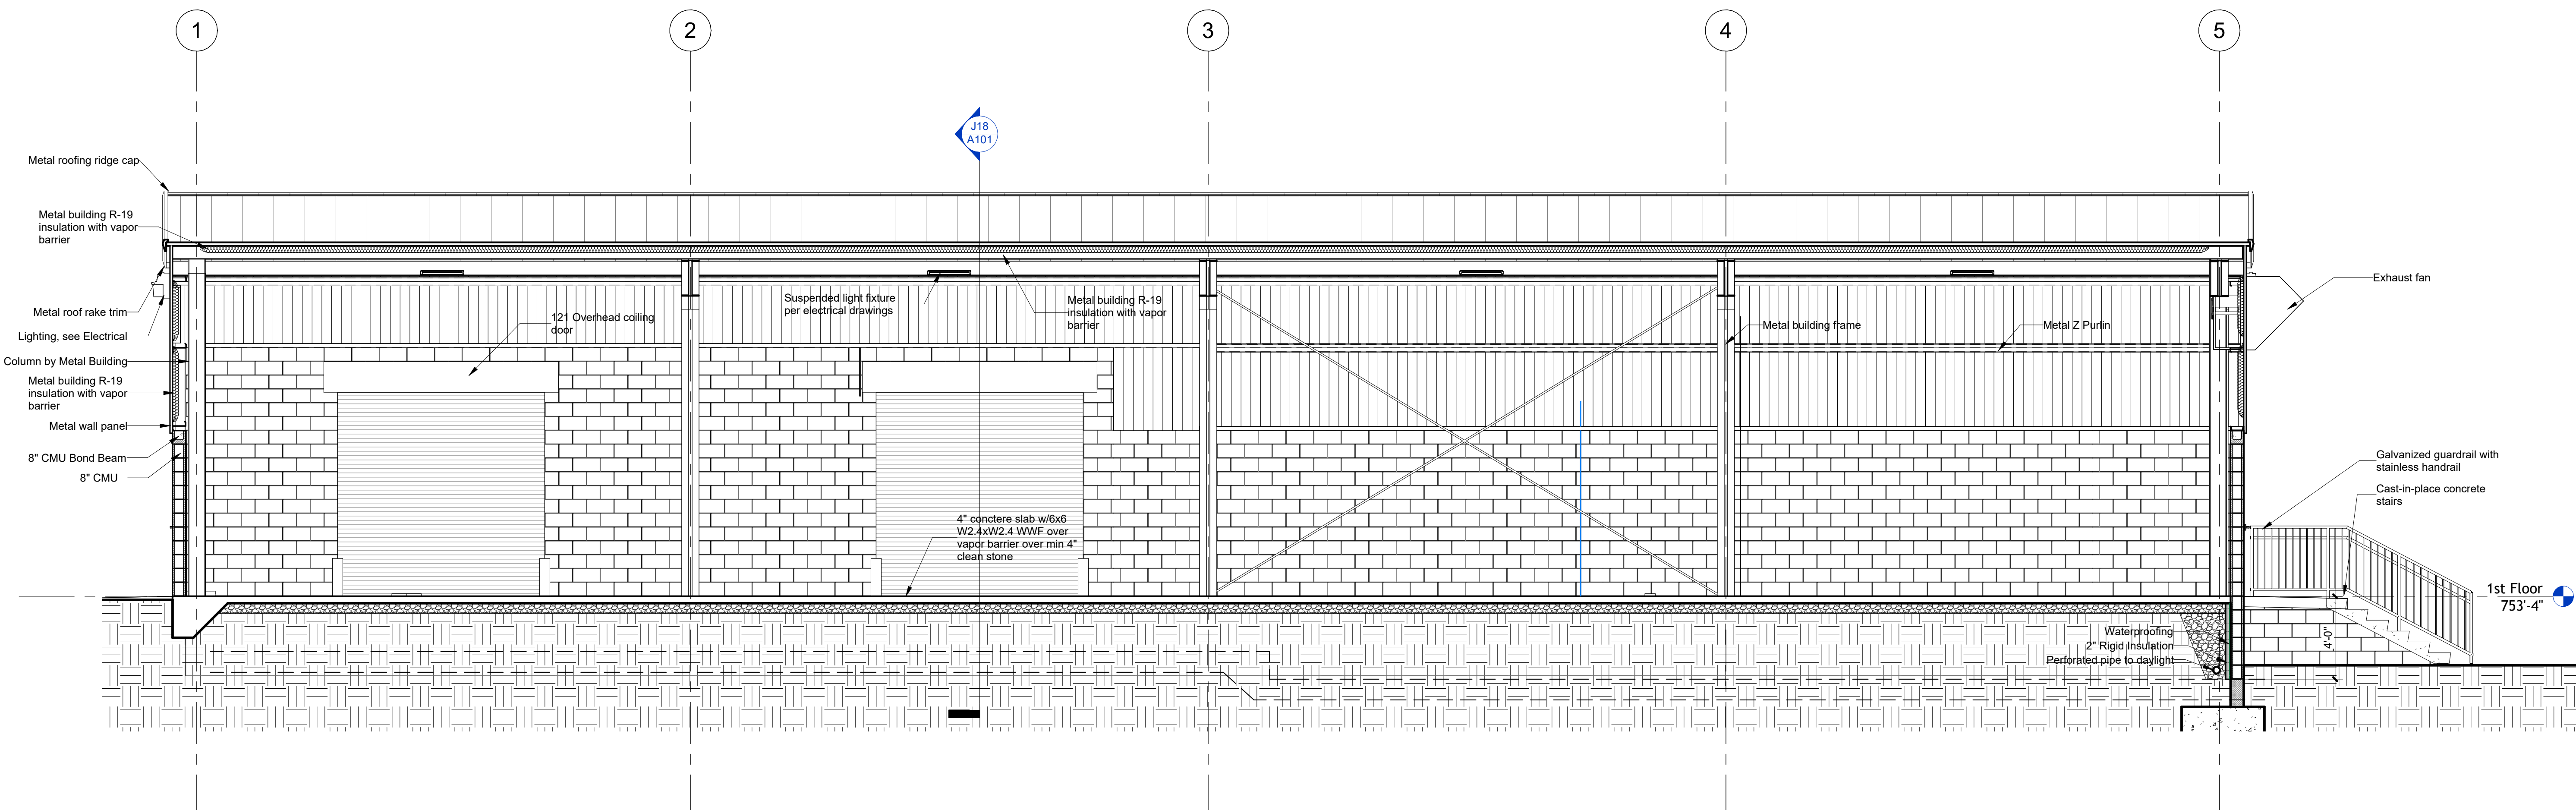 1
2
3
4
5
J18
A101
Metal roofing ridge cap
Metal building R-19
insulation with vapor
barrier
Metal roof rake trim
Lighting, see Electrical
Column by Metal Building
Metal building R-19
insulation with vapor
barrier
Metal wall panel
8" CMU Bond Beam
8" CMU
121 Overhead coiling
door
Suspended light fixture
per electrical drawings
Metal building R-19
insulation with vapor
barrier
Metal building frame
Metal Z Purlin
Exhaust fan
4" conctere slab w/6x6
W2.4xW2.4 WWF over
vapor barrier over min 4"
clean stone
Galvanized guardrail with
stainless handrail
Cast-in-place concrete
stairs
1st Floor
753'-4"
Waterproofing
2" Rigid Insulation
Perforated pipe to daylight
4'-0"